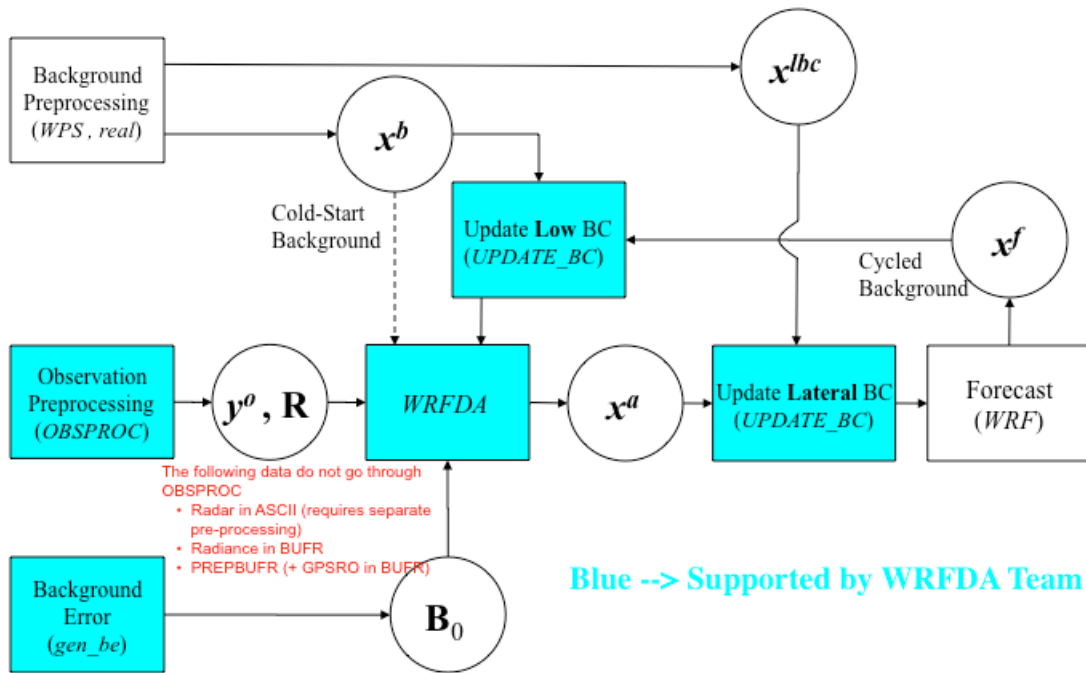 Background
Preprocessing
(WPS , real)
x^b
x^lbc
Cold-Start
Background
Update Low BC
(UPDATE_BC)
Cycled
Background
x^f
Observation
Preprocessing
(OBSPROC)
y^o , R
WRFDA
x^a
Update Lateral BC
(UPDATE_BC)
Forecast
(WRF)
The following data do not go through
OBSPROC
• Radar in ASCII (requires separate
pre-processing)
• Radiance in BUFR
• PREPBUFR (+ GPSRO in BUFR)
Background
Error
(gen_be)
B_0
Blue --> Supported by WRFDA Team